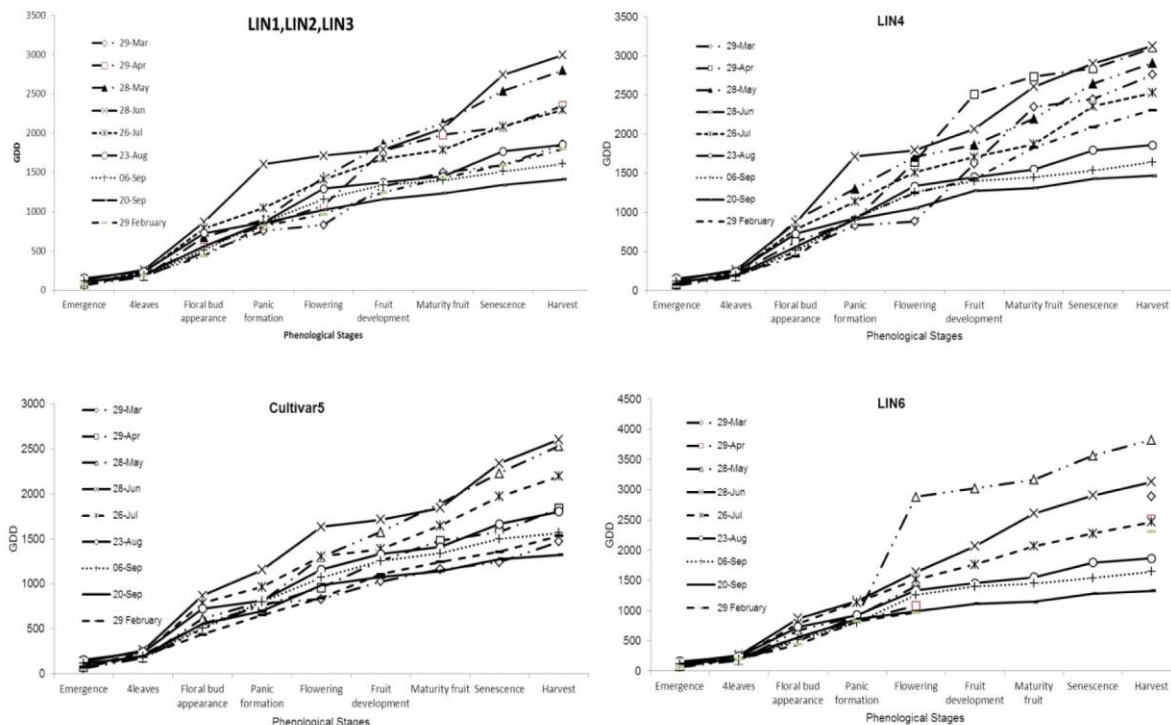 LIN1,LIN2,LIN3
3500
3000
2500
2000
1500
1000
500
0
GDD
29-Mar
29-Apr
28-May
28-Jun
26-Jul
23-Aug
06-Sep
20-Sep
29 February
Emergence 4leaves Floral bud Panic Flowering Fruit Maturity fruit Senescence Harvest
appearance formation development
Phenological Stages
LIN4
3500
3000
2500
2000
1500
1000
500
0
29-Mar
29-Apr
28-May
28-Jun
26-Jul
23-Aug
06-Sep
20-Sep
29 February
Emergence 4leaves Floral bud Panic Flowering Fruit Maturity fruit Senescence Harvest
appearance formation development
Phenological Stages
Cultivar5
3000
2500
2000
1500
1000
500
0
GDD
29-Mar
29-Apr
28-May
28-Jun
26-Jul
23-Aug
06-Sep
20-Sep
29 February
Emergence 4leaves Floral bud Panic Flowering Fruit Maturity fruit Senescence Harvest
appearance formation development
Phenological Stages
LIN6
4500
4000
3500
3000
2500
2000
1500
1000
500
0
GDD
29-Mar
29-Apr
28-May
28-Jun
26-Jul
23-Aug
06-Sep
20-Sep
29 February
Emergence 4leaves Floral bud Panic Flowering Fruit Maturity Senescence Harvest
appearance formation development fruit
Phenological Stages